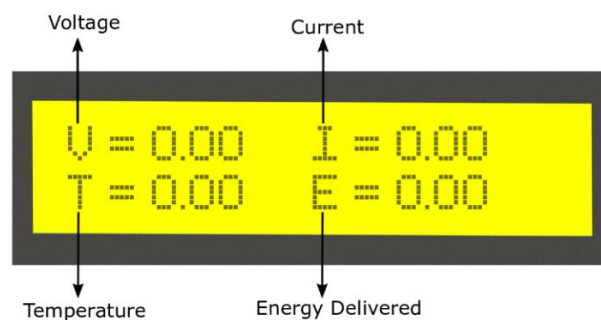 Voltage Current
V = 0.00 I = 0.00
T = 0.00 E = 0.00
Temperature Energy Delivered